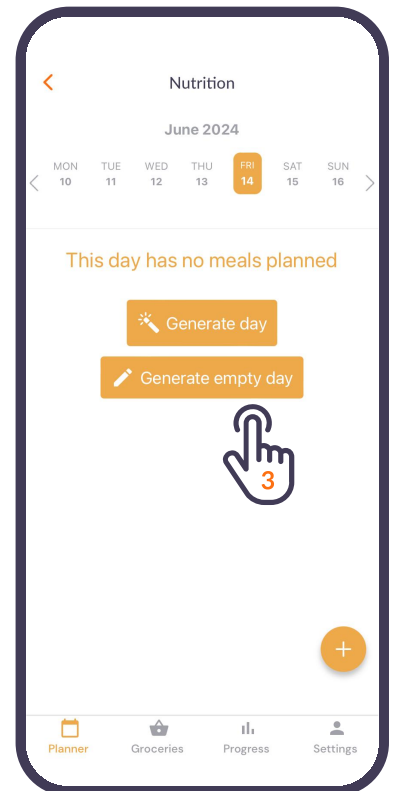 Nutrition
June 2024
MON TUE WED THU FRI SAT SUN
10 11 12 13 14 15 16
This day has no meals planned
Generate day
Generate empty day
3
+
Planner Groceries Progress Settings